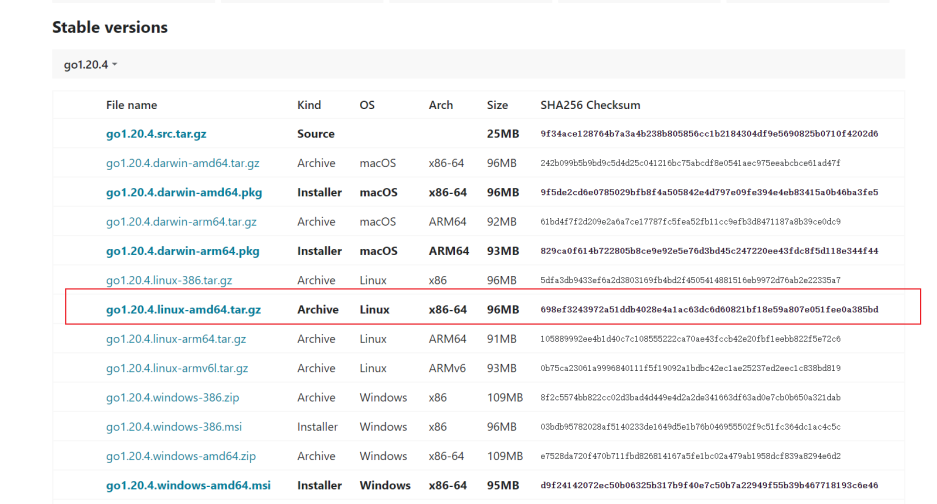 Stable versions
go1.20.4
File name Kind OS Arch Size SHA256 Checksum
go1.20.4.src.tar.gz Source 25MB 9f34ace128764b7a3a4b238b805856cc1b2184304df9e5690825b0710f4202d6
go1.20.4.darwin-amd64.tar.gz Archive macOS x86-64 96MB 242b099b5b9bd9c5d4d25c041216bc75abcdf8e0541aec975eeabcbce61ad47f
go1.20.4.darwin-amd64.pkg Installer macOS x86-64 96MB 9f5de2cd6e0785029bfb8f4a505842e4d797e09fe394e4eb83415a0b46ba3fe5
go1.20.4.darwin-arm64.tar.gz Archive macOS ARM64 92MB 61bd4f7f2d209e2a6a7ce17787fc5fea52fb11cc9efb3d8471187a8b39ce0dc9
go1.20.4.darwin-arm64.pkg Installer macOS ARM64 93MB 829ca0f614b722805b8ce9e92e5e76d3bd45c247220ee43fdc8f5d118e344f44
go1.20.4.linux-386.tar.gz Archive Linux x86 96MB 5dfa3db9433ef6a2d3803169fb4bd2f4505414881516eb9972d76ab2e22335a7
go1.20.4.linux-amd64.tar.gz Archive Linux x86-64 96MB 698ef3243972a51ddb4028e4a1ac63dc6d60821bf18e59a807e051fee0a385bd
go1.20.4.linux-arm64.tar.gz Archive Linux ARM64 91MB 105889992ee4b1d40c7c108555222ca70ae43fccb42e20fbf1eebb822f5e72c6
go1.20.4.linux-armv6l.tar.gz Archive Linux ARMv6 93MB 0b75ca23061a9996840111f5f19092a1bdbc42ec1ae25237ed2eec1c838bd819
go1.20.4.windows-386.zip Archive Windows x86 109MB 8f2c5574bb822cc02d3bad4d449e4d2a2de341663df63ad0e7cb0b650a321dab
go1.20.4.windows-386.msi Installer Windows x86 96MB 03bdb95782028af5140233de1649d5e1b76b046955502f9c51fc364dc1ac4c5c
go1.20.4.windows-amd64.zip Archive Windows x86-64 109MB e7528da720f470b711fbd826814167a5fe1bc02a479ab1958dcf839a8294e6d2
go1.20.4.windows-amd64.msi Installer Windows x86-64 95MB d9f24142072ec50b06325b317b9f40e7c50b7a22949f55b39b467718193c6e46